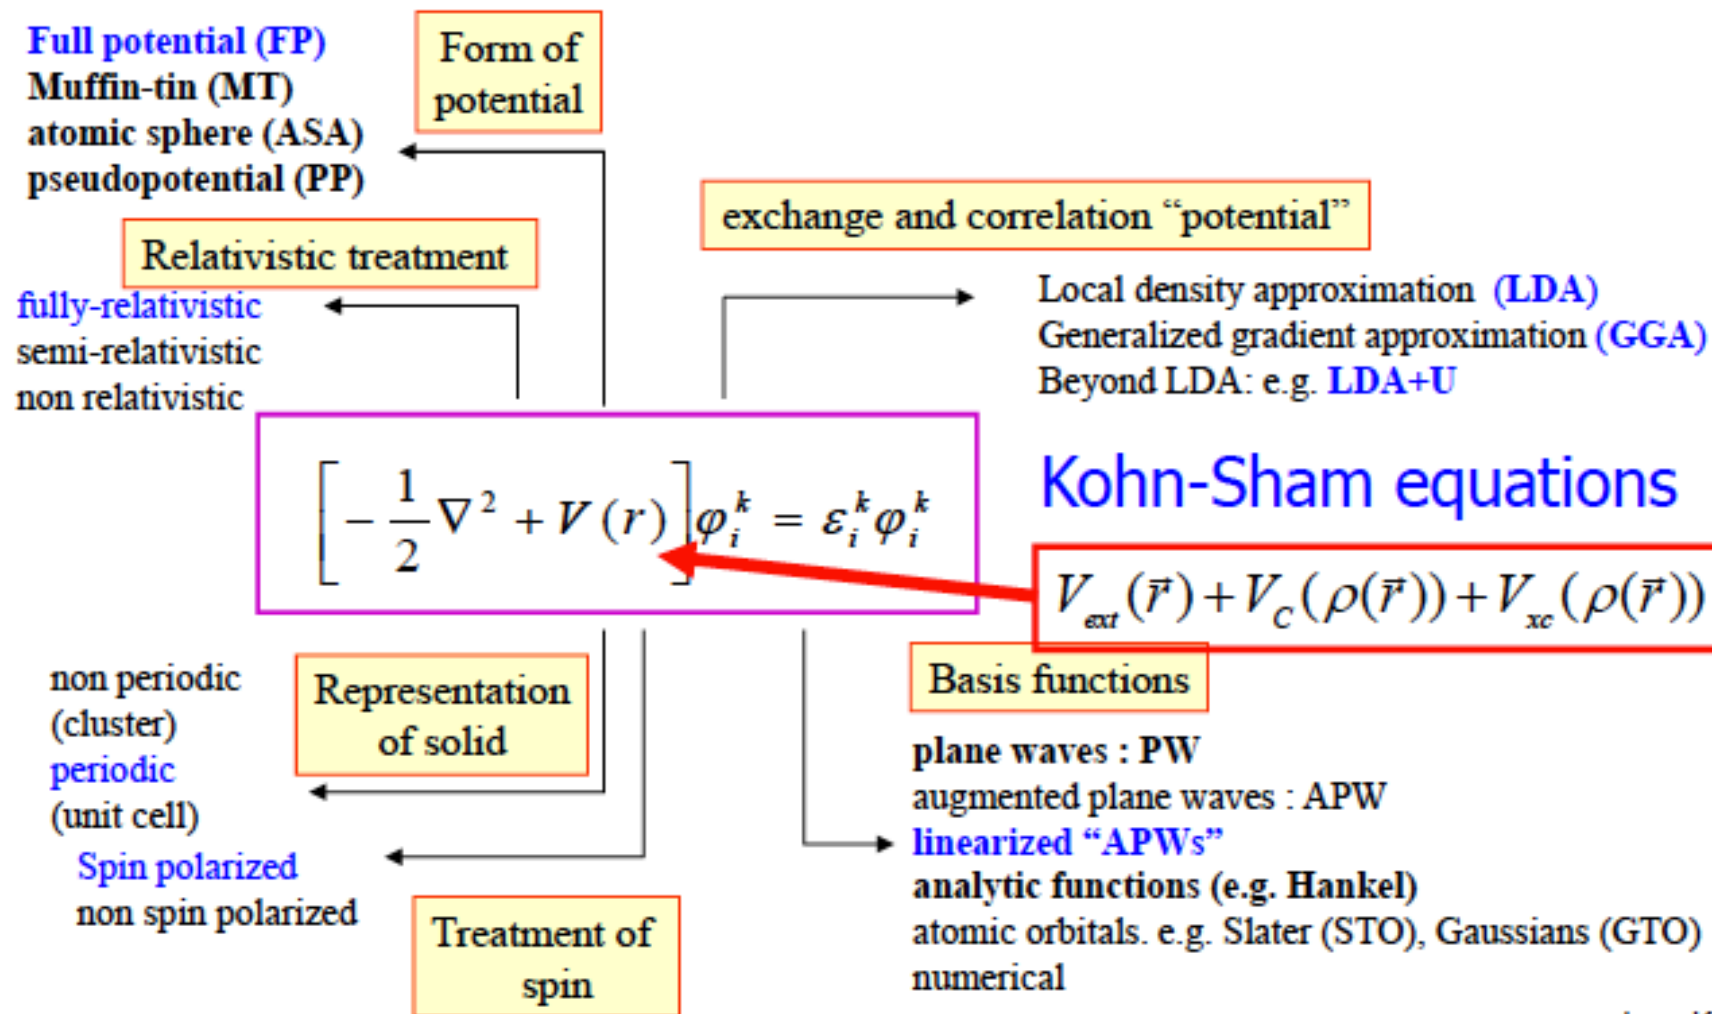 Full potential (FP)
Muffin-tin (MT)
atomic sphere (ASA)
pseudopotential (PP)
Form of
potential
exchange and correlation “potential”
Relativistic treatment
fully-relativistic
semi-relativistic
non relativistic
Local density approximation (LDA)
Generalized gradient approximation (GGA)
Beyond LDA: e.g. LDA+U
[-1/2 ∇² + V(r)] φ_i^k = ε_i^k φ_i^k
Kohn-Sham equations
V_ext(r⃗) + V_C(ρ(r⃗)) + V_xc(ρ(r⃗))
non periodic
(cluster)
periodic
(unit cell)
Representation
of solid
Spin polarized
non spin polarized
Treatment of
spin
Basis functions
plane waves : PW
augmented plane waves : APW
linearized “APWs”
analytic functions (e.g. Hankel)
atomic orbitals. e.g. Slater (STO), Gaussians (GTO)
numerical